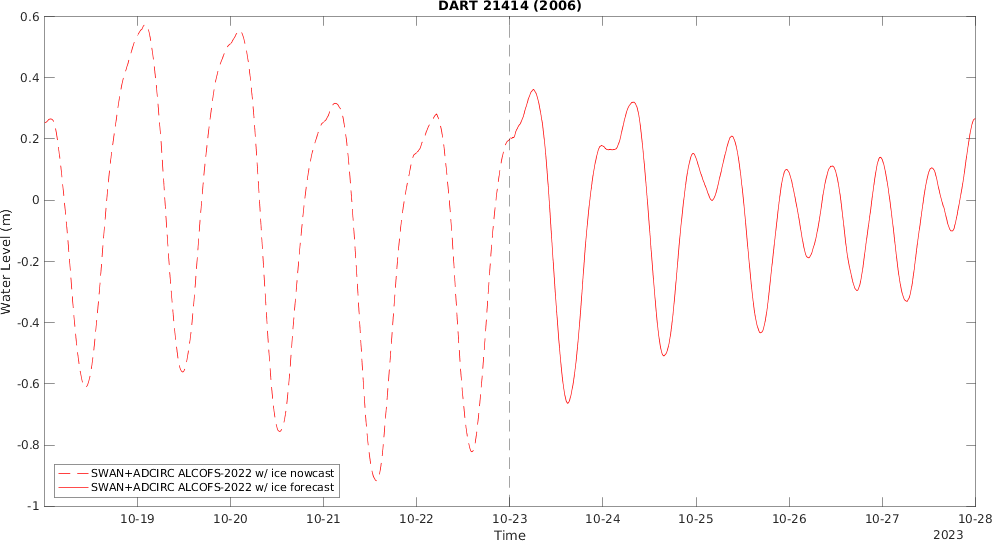 DART 21414 (2006)
0.6
0.4
0.2
0
-0.2
-0.4
-0.6
-0.8
-1
Water Level (m)
SWAN+ADCIRC ALCOFS-2022 w/ ice nowcast
SWAN+ADCIRC ALCOFS-2022 w/ ice forecast
10-19 10-20 10-21 10-22 10-23 10-24 10-25 10-26 10-27 10-28
Time
2023